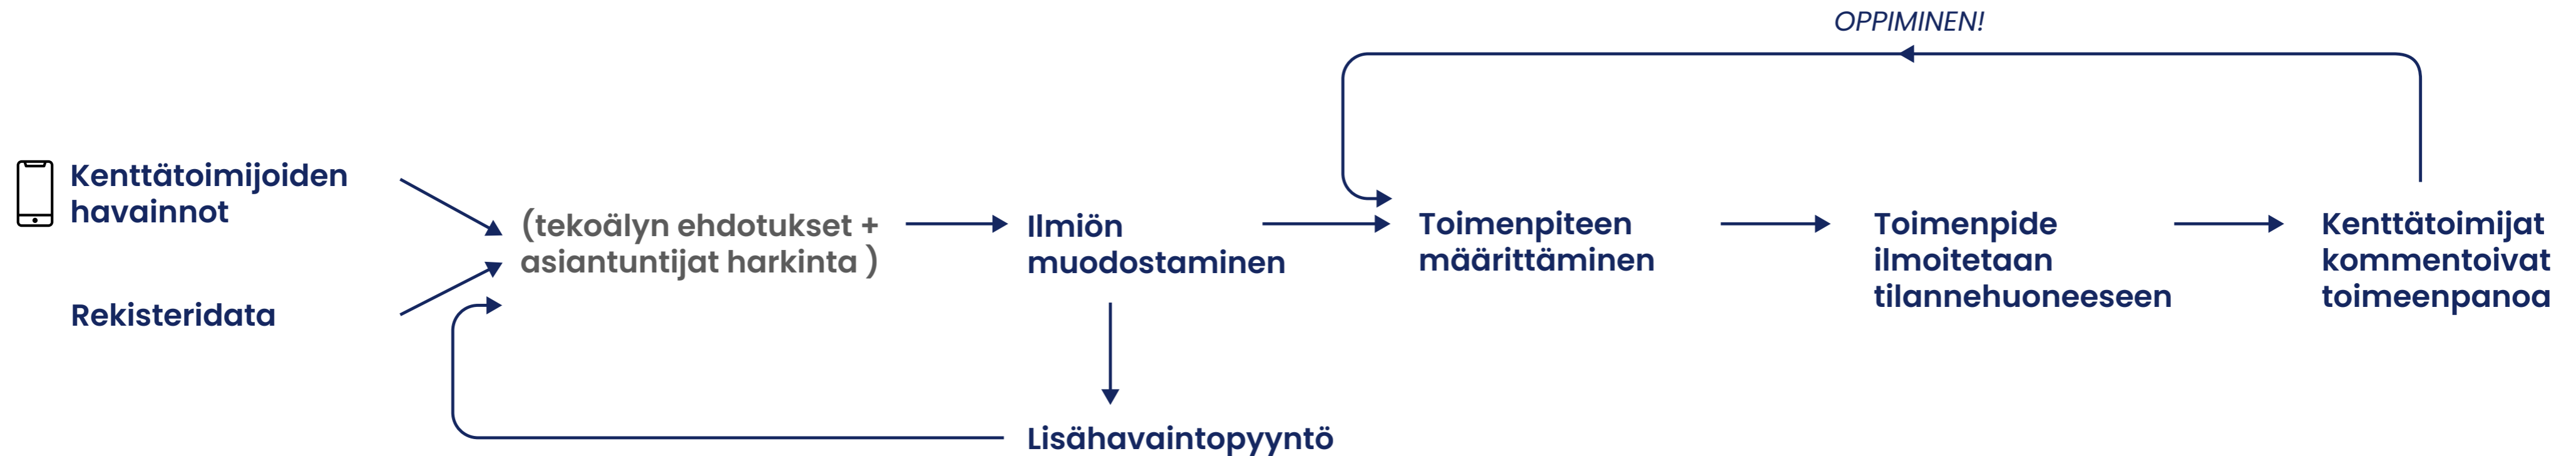 OPPIMINEN!
Kenttätoimijoiden
havainnot
Rekisteridata
(tekoälyn ehdotukset +
asiantuntijat harkinta )
Ilmiön
muodostaminen
Lisähavaintopyyntö
Toimenpiteen
määrittäminen
Toimenpide
ilmoitetaan
tilannehuoneeseen
Kenttätoimijat
kommentoivat
toimeenpanoa